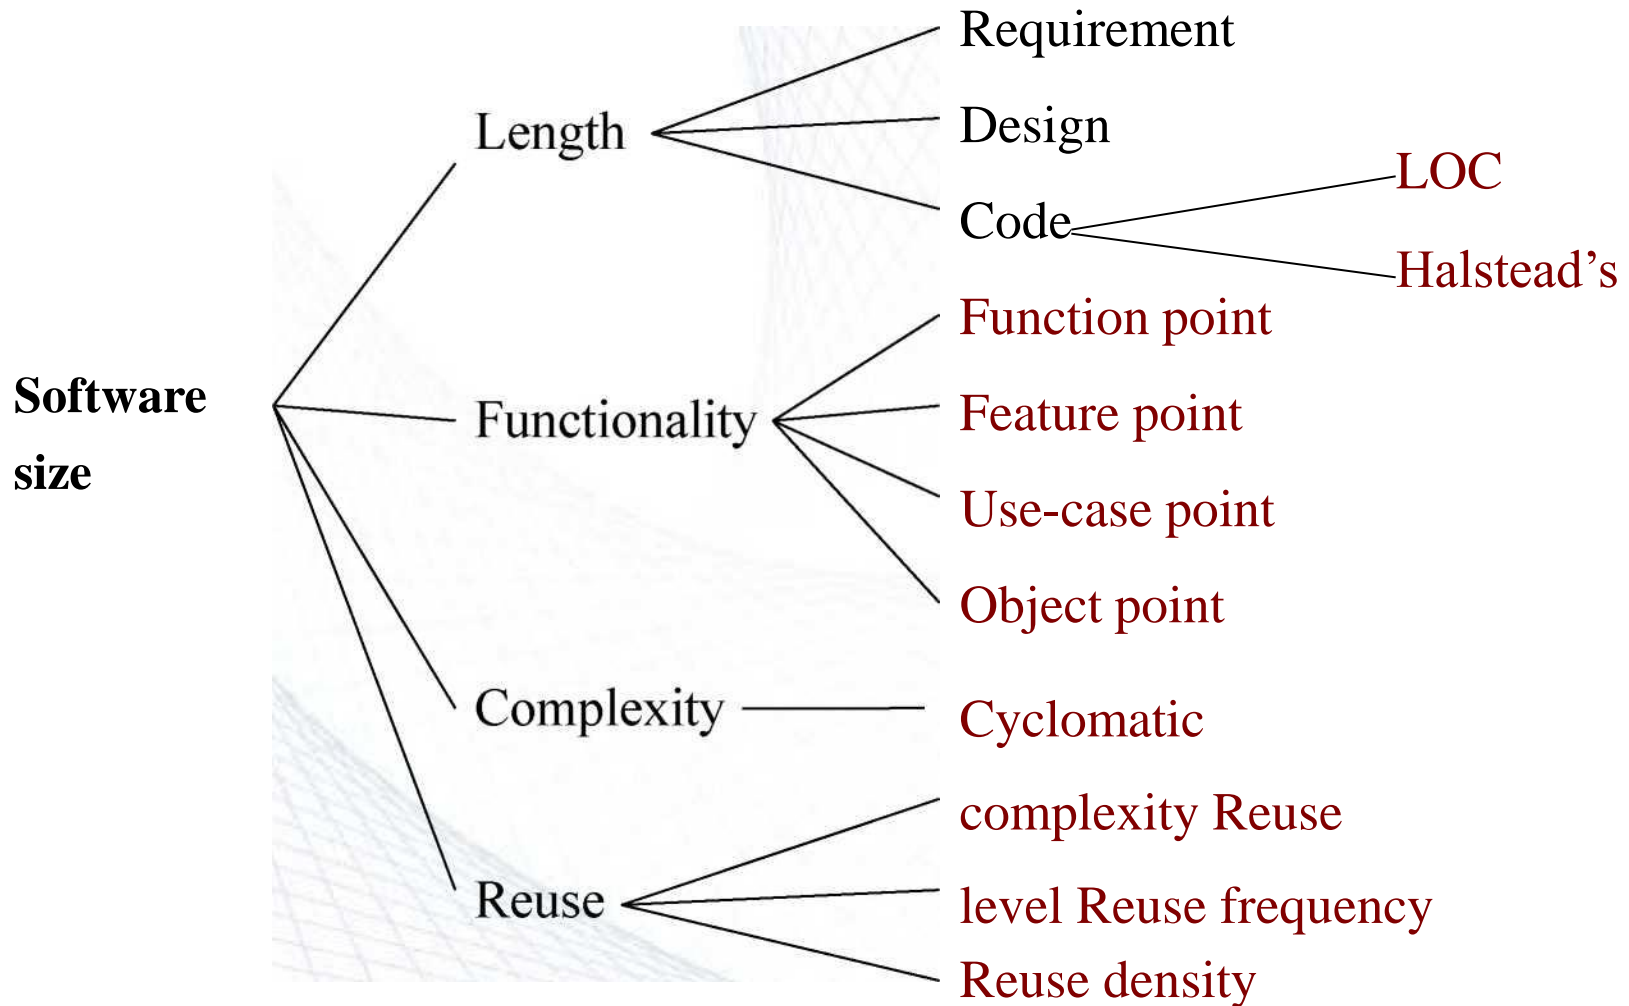 Requirement
Length
Design
LOC
Code
Halstead’s
Function point
Software
size
Functionality
Feature point
Use-case point
Object point
Complexity
Cyclomatic
complexity Reuse
Reuse
level Reuse frequency
Reuse density